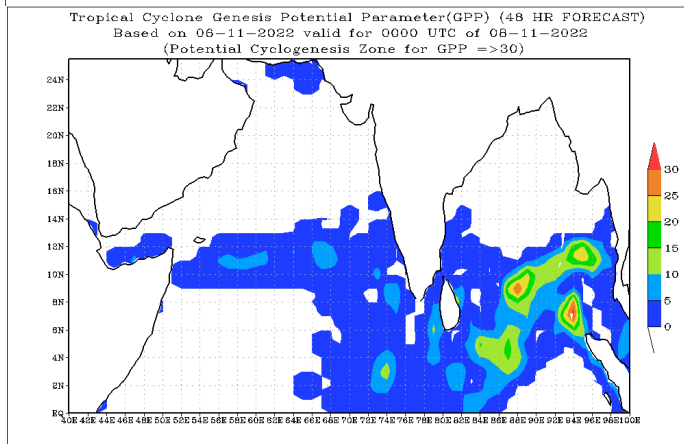 Tropical Cyclone Genesis Potential Parameter(GPP) (48 HR FORECAST)
Based on 06-11-2022 valid for 0000 UTC of 08-11-2022
(Potential Cyclogenesis Zone for GPP =>30)
24N
22N
20N
18N
16N
14N
12N
10N
8N
6N
4N
2N
EQ
40E 42E 44E 46E 48E 50E 52E 54E 56E 58E 60E 62E 64E 66E 68E 70E 72E 74E 76E 78E 80E 82E 84E 86E 88E 90E 92E 94E 96E 98E 100E
30
25
20
15
10
5
0